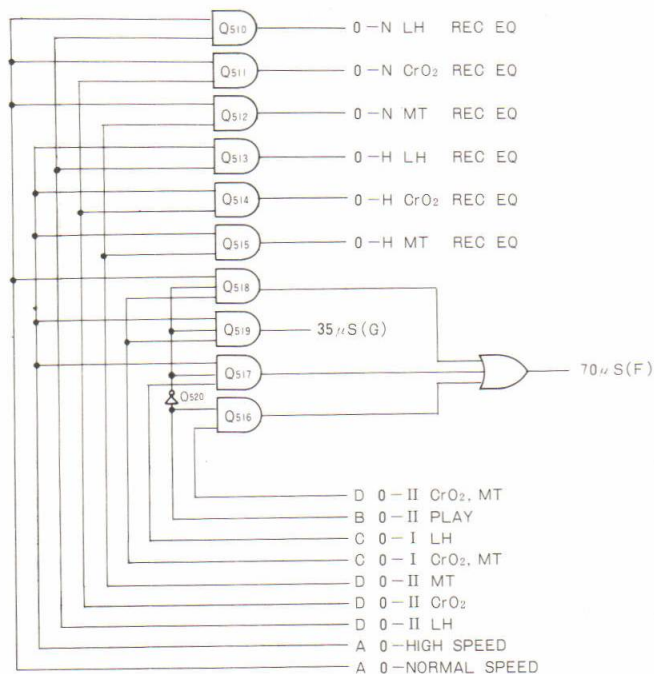 Q510 0-N LH REC EQ
Q511 0-N CrO₂ REC EQ
Q512 0-N MT REC EQ
Q513 0-H LH REC EQ
Q514 0-H CrO₂ REC EQ
Q515 0-H MT REC EQ
Q518
Q519 35μS(G)
Q517 70μS(F)
Q520
Q516
D 0-II CrO₂, MT
B 0-II PLAY
C 0-I LH
C 0-I CrO₂, MT
D 0-II MT
D 0-II CrO₂
D 0-II LH
A 0-HIGH SPEED
A 0-NORMAL SPEED